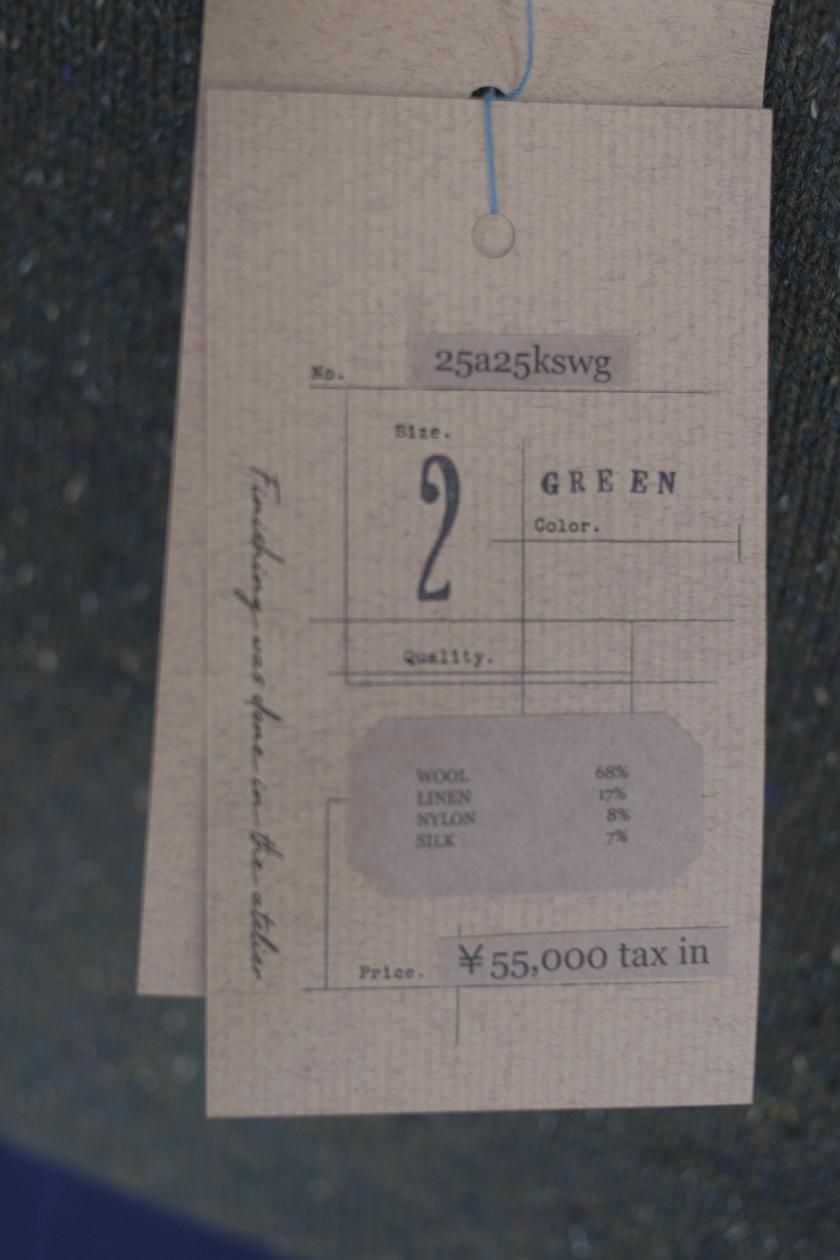 No. 25a25kswg
Size.
2
GREEN
Color.
Quality.
WOOL 68%
LINEN 17%
NYLON 8%
SILK 7%
Price. ¥55,000 tax in
Finishing was done in the atelier